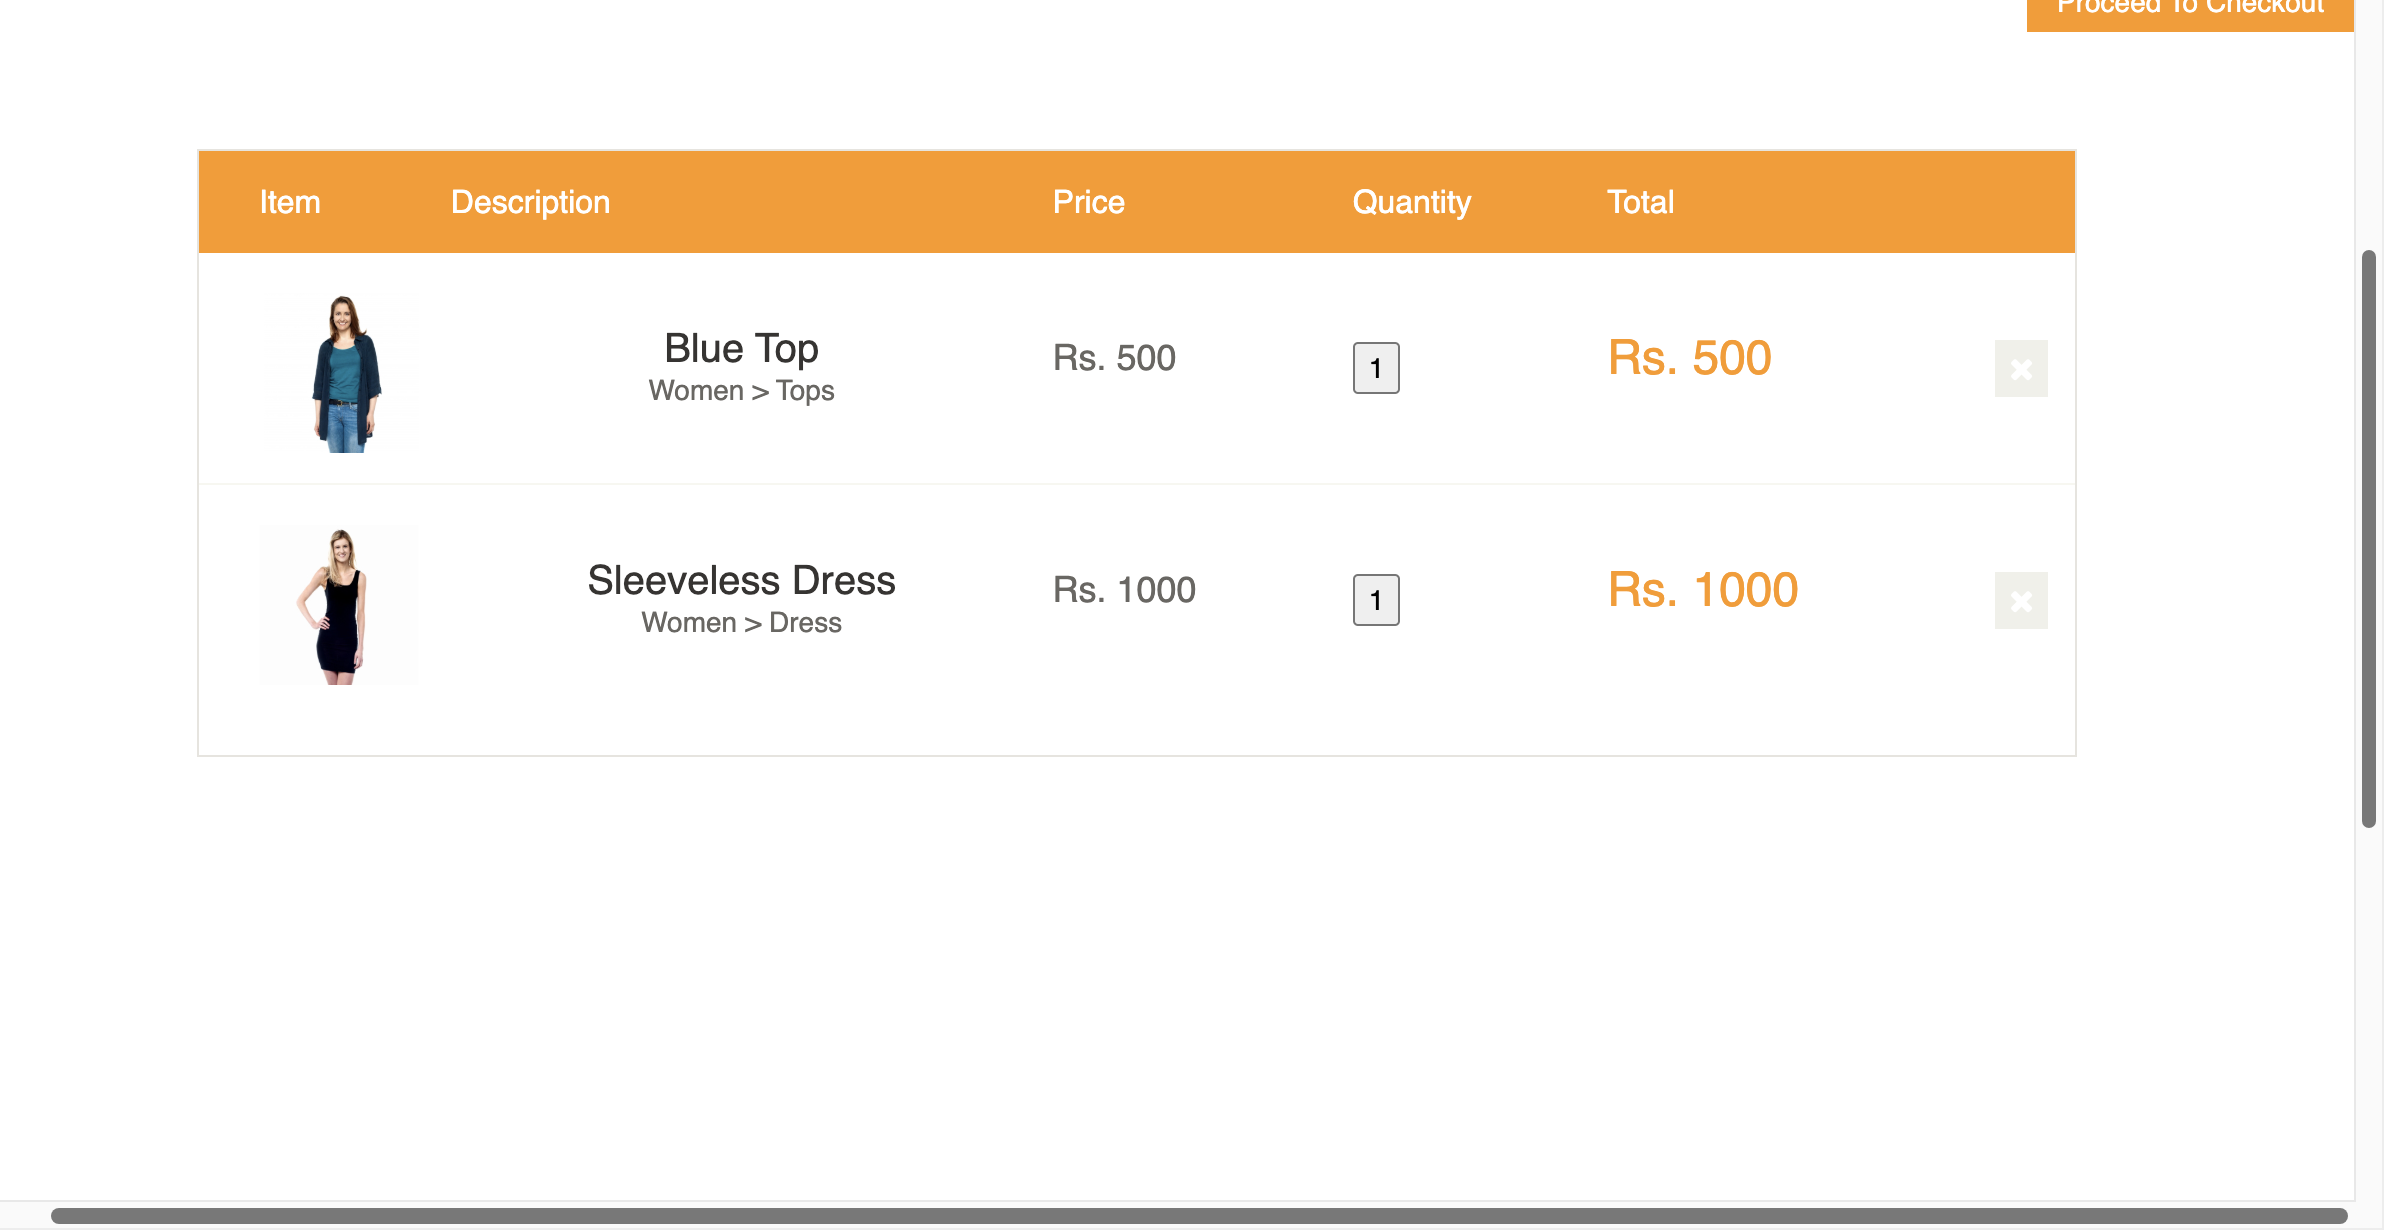 Proceed To Checkout
Item Description Price Quantity Total
Blue Top
Women > Tops
Rs. 500
1
Rs. 500
Sleeveless Dress
Women > Dress
Rs. 1000
1
Rs. 1000